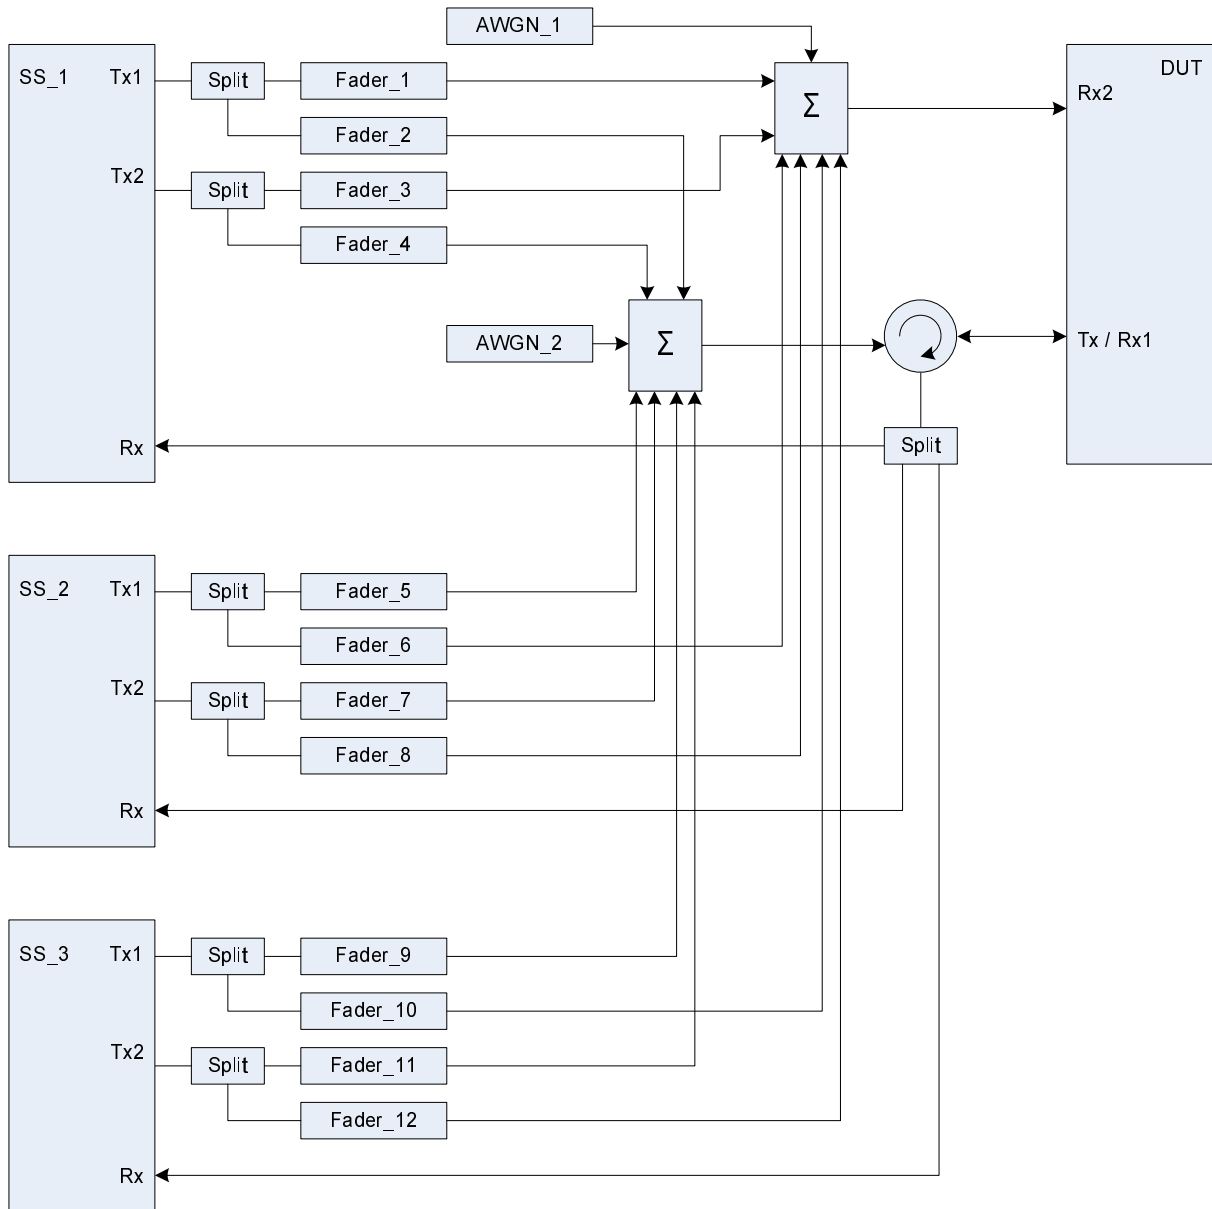 AWGN_1
SS_1 Tx1 Split Fader_1 Σ DUT
Rx2
Fader_2
Tx2 Split Fader_3
Fader_4
AWGN_2 Σ Tx / Rx1
Rx Split
SS_2 Tx1 Split Fader_5
Fader_6
Tx2 Split Fader_7
Fader_8
Rx
SS_3 Tx1 Split Fader_9
Fader_10
Tx2 Split Fader_11
Fader_12
Rx